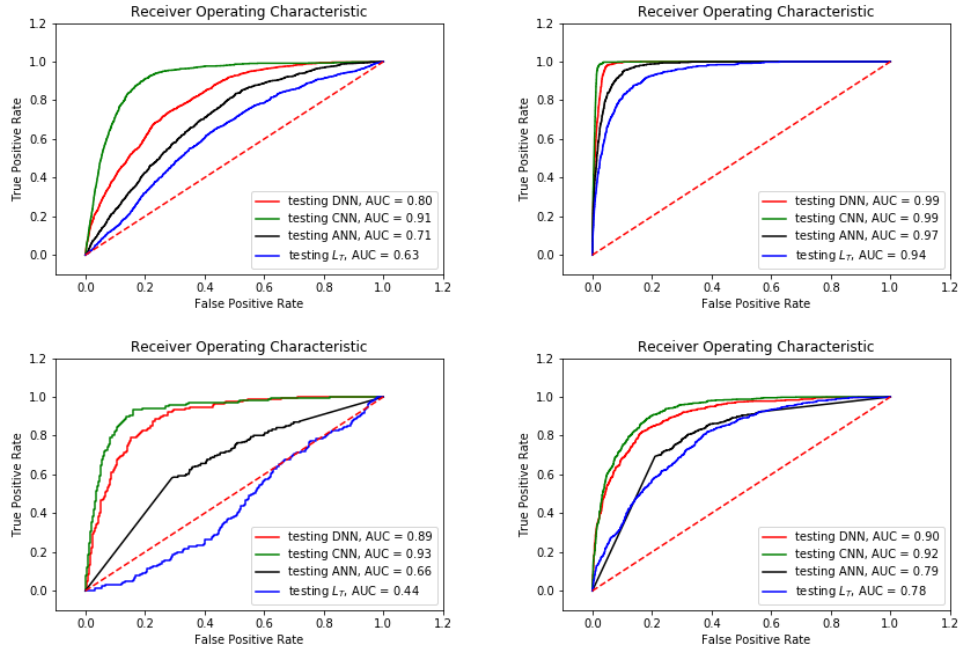 Receiver Operating Characteristic
1.2
1.0
0.8
0.6
0.4
0.2
0.0
True Positive Rate
testing DNN, AUC = 0.80
testing CNN, AUC = 0.91
testing ANN, AUC = 0.71
testing L_T, AUC = 0.63
0.0 0.2 0.4 0.6 0.8 1.0 1.2
False Positive Rate
Receiver Operating Characteristic
1.2
1.0
0.8
0.6
0.4
0.2
0.0
True Positive Rate
testing DNN, AUC = 0.99
testing CNN, AUC = 0.99
testing ANN, AUC = 0.97
testing L_T, AUC = 0.94
0.0 0.2 0.4 0.6 0.8 1.0 1.2
False Positive Rate
Receiver Operating Characteristic
1.2
1.0
0.8
0.6
0.4
0.2
0.0
True Positive Rate
testing DNN, AUC = 0.89
testing CNN, AUC = 0.93
testing ANN, AUC = 0.66
testing L_T, AUC = 0.44
0.0 0.2 0.4 0.6 0.8 1.0 1.2
False Positive Rate
Receiver Operating Characteristic
1.2
1.0
0.8
0.6
0.4
0.2
0.0
True Positive Rate
testing DNN, AUC = 0.90
testing CNN, AUC = 0.92
testing ANN, AUC = 0.79
testing L_T, AUC = 0.78
0.0 0.2 0.4 0.6 0.8 1.0 1.2
False Positive Rate